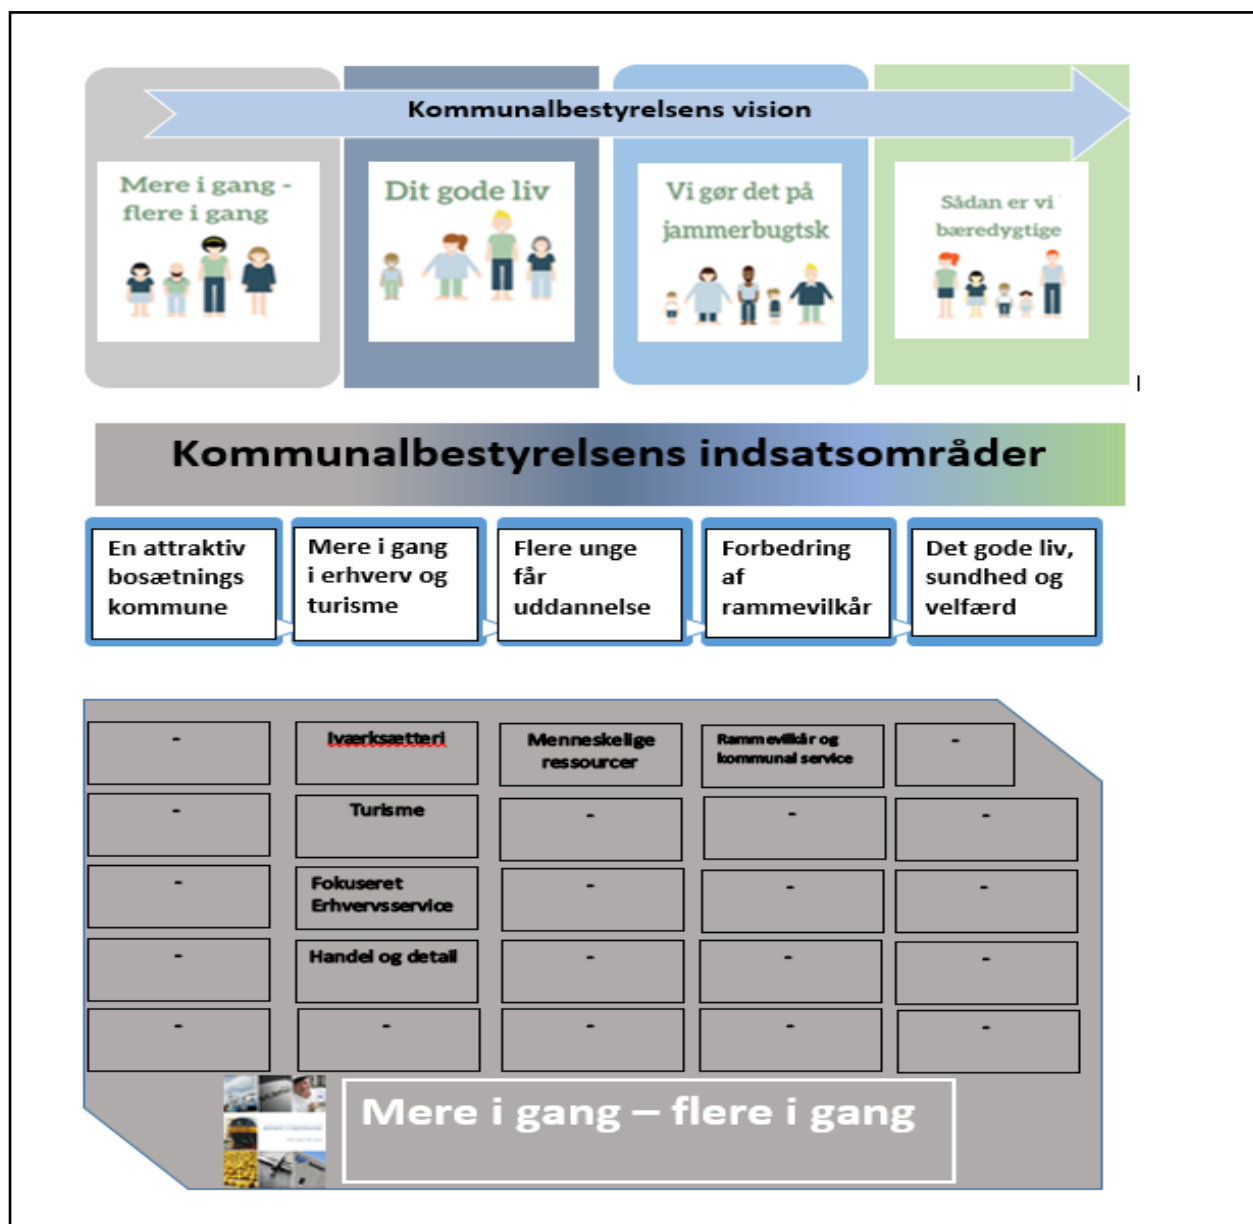 Kommunalbestyrelsens vision
Mere i gang -
flere i gang
Dit gode liv
Vi gør det på
jammerbugtsk
Sådan er vi
bæredygtige
Kommunalbestyrelsens indsatsområder
En attraktiv
bosætnings
kommune
Mere i gang
i erhverv og
turisme
Flere unge
får
uddannelse
Forbedring
af
rammevilkår
Det gode liv,
sundhed og
velfærd
-
Iværksætteri
Menneskelige
ressourcer
Rammevilkår og
kommunal service
-
-
Turisme
-
-
-
-
Fokuseret
Erhvervsservice
-
-
-
-
Handel og detail
-
-
-
-
-
-
-
-
Mere i gang – flere i gang